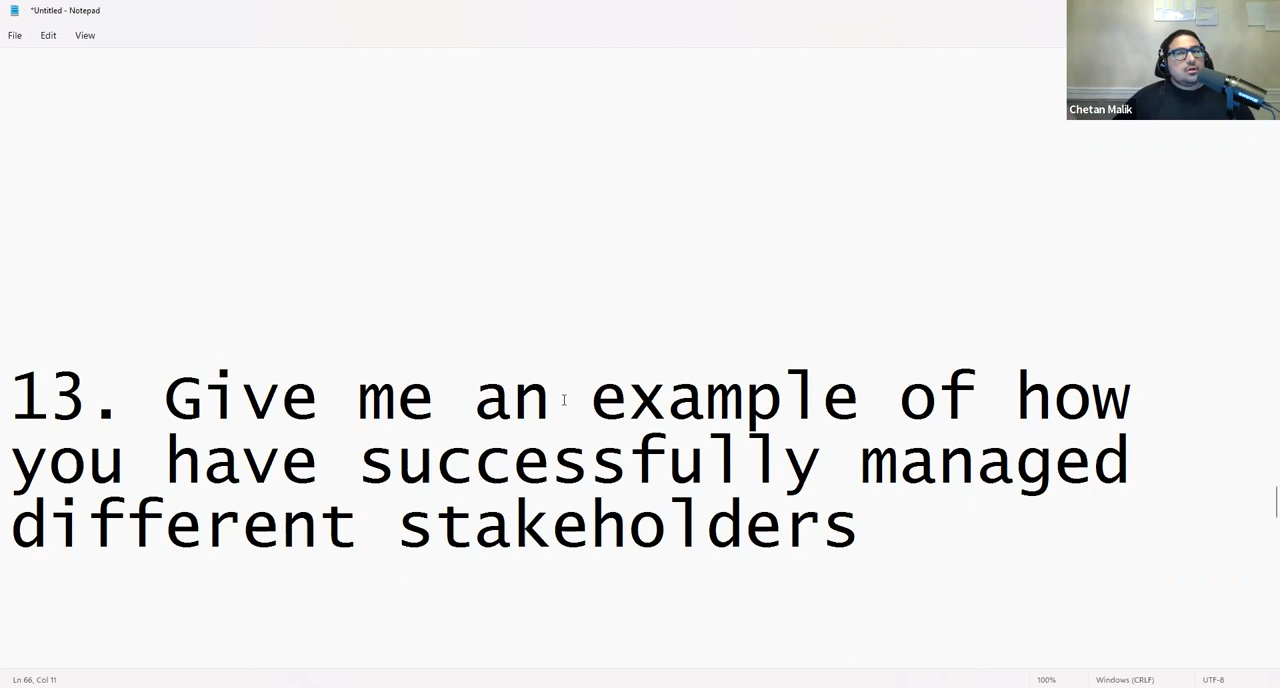 *Untitled - Notepad
File Edit View
Chetan Malik
13. Give me an example of how
you have successfully managed
different stakeholders
Ln 66, Col 11 100% Windows (CRLF) UTF-8